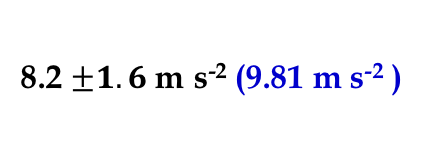 8.2 ±1.6 m s⁻² (9.81 m s⁻²)